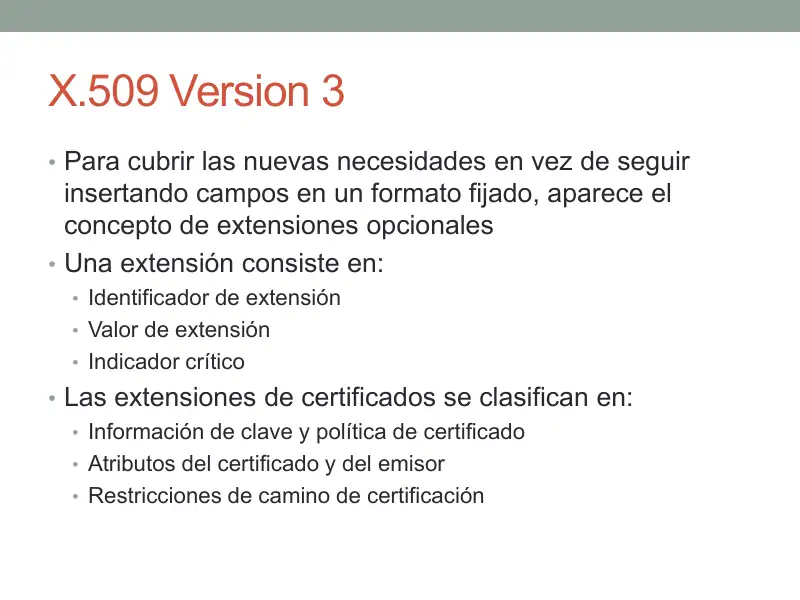 X.509 Version 3
• Para cubrir las nuevas necesidades en vez de seguir
insertando campos en un formato fijado, aparece el
concepto de extensiones opcionales
• Una extensión consiste en:
• Identificador de extensión
• Valor de extensión
• Indicador crítico
• Las extensiones de certificados se clasifican en:
• Información de clave y política de certificado
• Atributos del certificado y del emisor
• Restricciones de camino de certificación